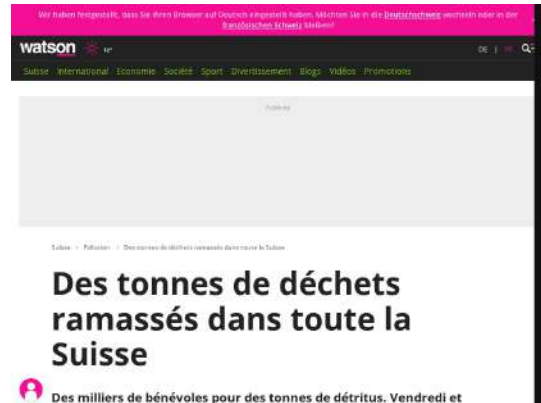 Wir haben festgestellt, dass Sie Ihren Browser auf Deutsch eingestellt haben. Möchten Sie in die Deutschschweiz wechseln oder in der
französischen Schweiz bleiben?
watson
DE |
Suisse International Economie Société Sport Divertissement Blogs Vidéos Promotions
Publicité
Suisse > Pollution > Des tonnes de déchets ramassés dans toute la Suisse
Des tonnes de déchets
ramassés dans toute la
Suisse
Des milliers de bénévoles pour des tonnes de détritus. Vendredi et